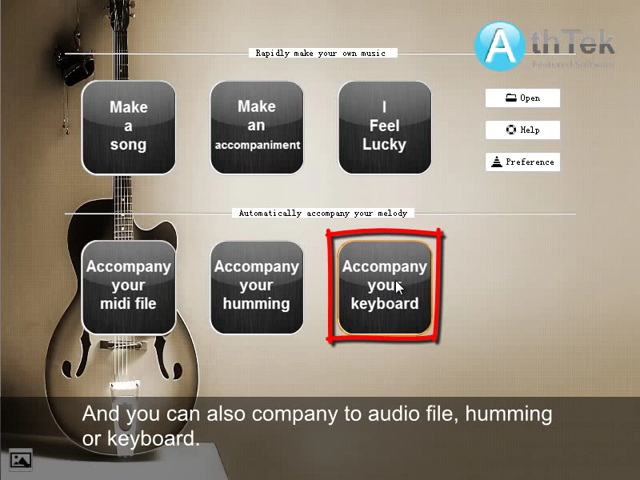 Rapidly make your own music
AthTek
Featured Software
Make
a
song
Make
an
accompaniment
I
Feel
Lucky
Open
Help
Preference
Automatically accompany your melody
Accompany
your
midi file
Accompany
your
humming
Accompany
your
keyboard
And you can also company to audio file, humming
or keyboard.